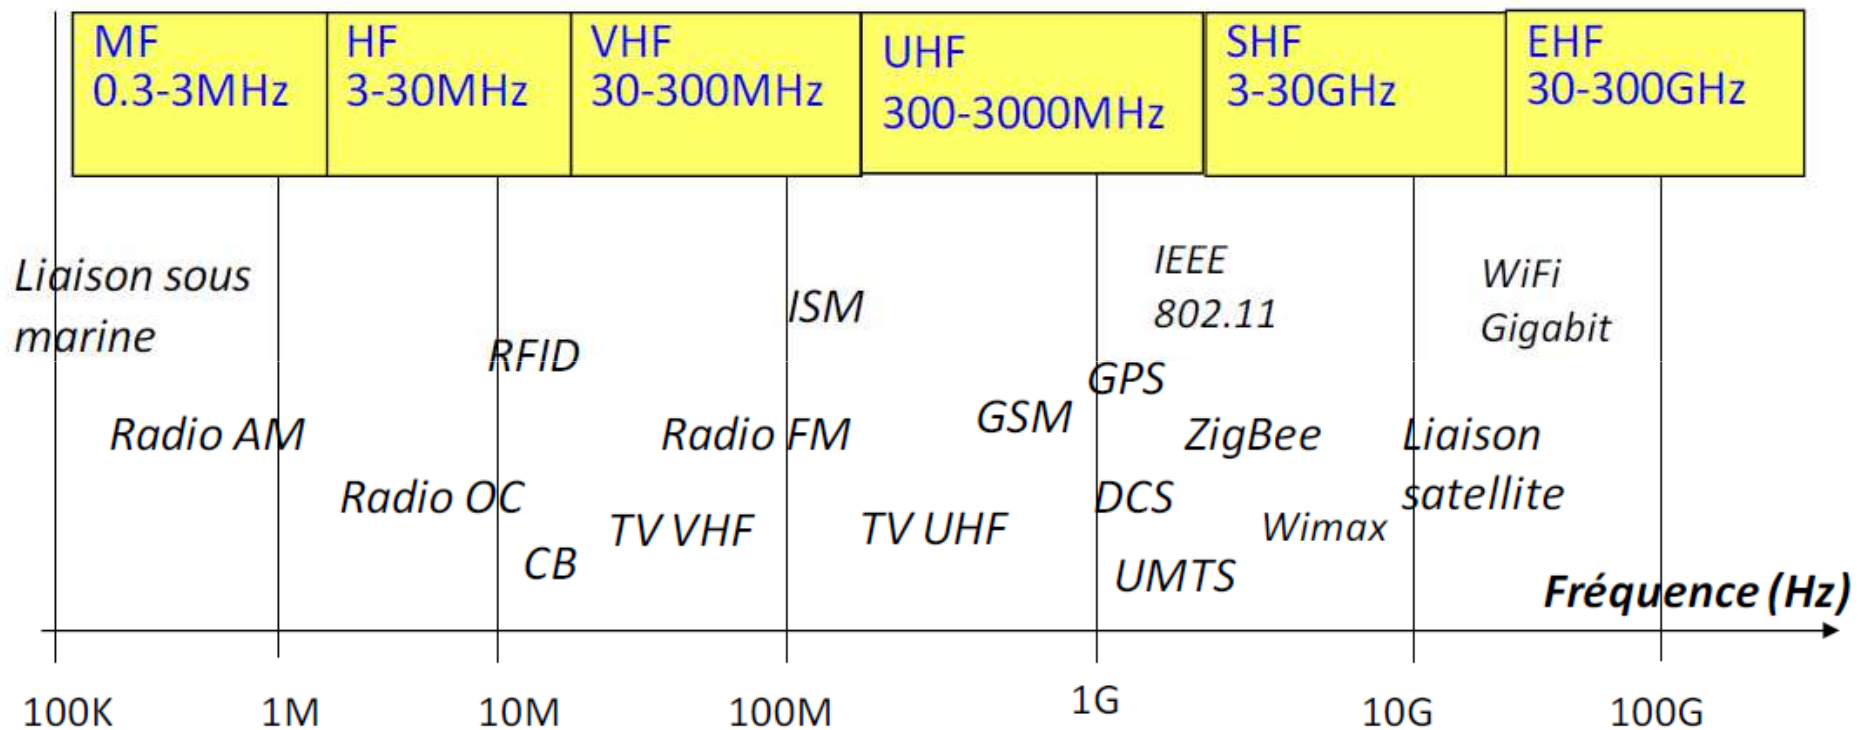 MF
0.3-3MHz
HF
3-30MHz
VHF
30-300MHz
UHF
300-3000MHz
SHF
3-30GHz
EHF
30-300GHz
Liaison sous
marine
RFID
ISM
IEEE
802.11
WiFi
Gigabit
GPS
GSM
Radio AM
Radio FM
ZigBee
Liaison
satellite
Radio OC
DCS
CB
TV VHF
TV UHF
Wimax
UMTS
Fréquence (Hz)
100K
1M
10M
100M
1G
10G
100G